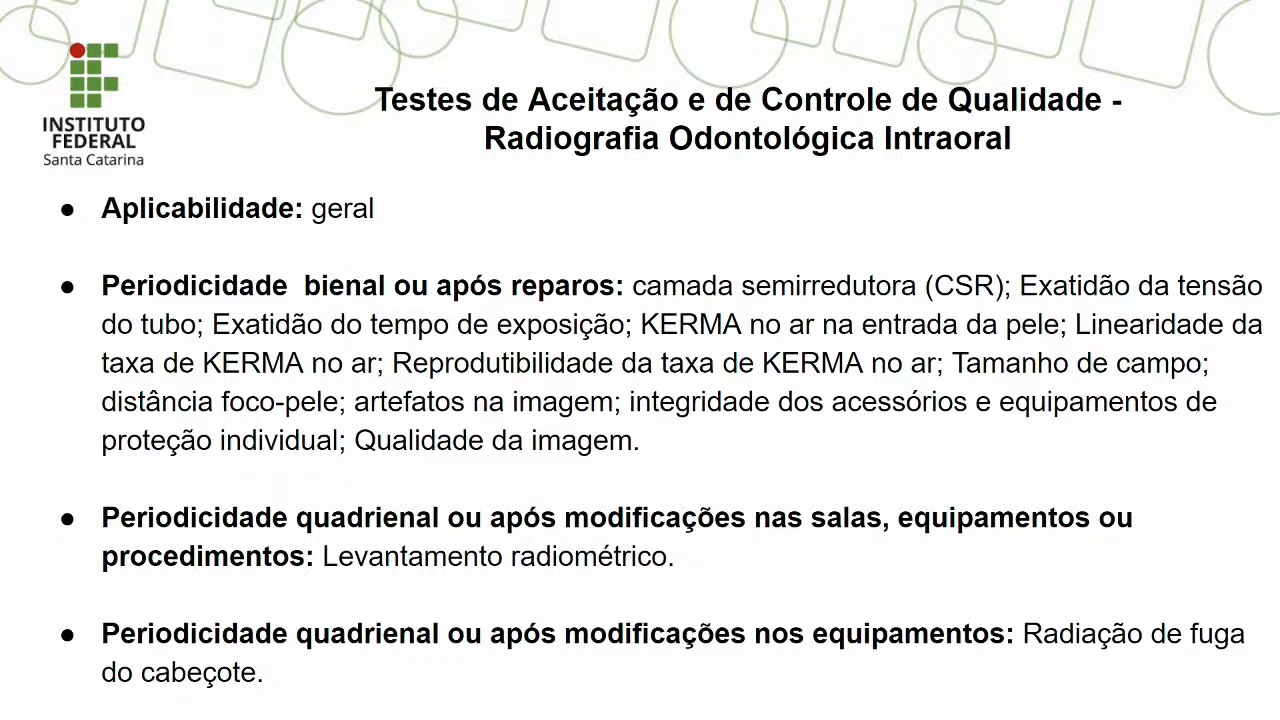 INSTITUTO
FEDERAL
Santa Catarina
Testes de Aceitação e de Controle de Qualidade -
Radiografia Odontológica Intraoral
● Aplicabilidade: geral
● Periodicidade  bienal ou após reparos: camada semirredutora (CSR); Exatidão da tensão
do tubo; Exatidão do tempo de exposição; KERMA no ar na entrada da pele; Linearidade da
taxa de KERMA no ar; Reprodutibilidade da taxa de KERMA no ar; Tamanho de campo;
distância foco-pele; artefatos na imagem; integridade dos acessórios e equipamentos de
proteção individual; Qualidade da imagem.
● Periodicidade quadrienal ou após modificações nas salas, equipamentos ou
procedimentos: Levantamento radiométrico.
● Periodicidade quadrienal ou após modificações nos equipamentos: Radiação de fuga
do cabeçote.